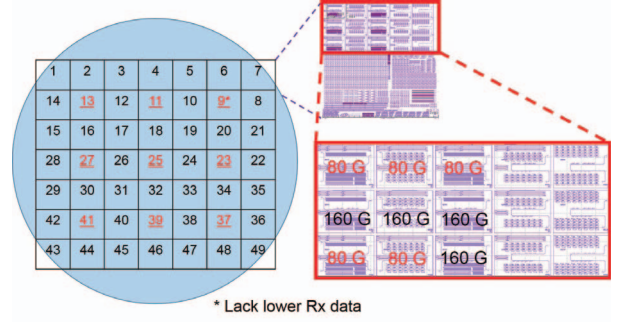 1 2 3 4 5 6 7
14 13 12 11 10 9* 8
15 16 17 18 19 20 21
28 27 26 25 24 23 22
29 30 31 32 33 34 35
42 41 40 39 38 37 36
43 44 45 46 47 48 49
80 G 80 G 80 G
160 G 160 G 160 G
80 G 80 G 160 G
* Lack lower Rx data